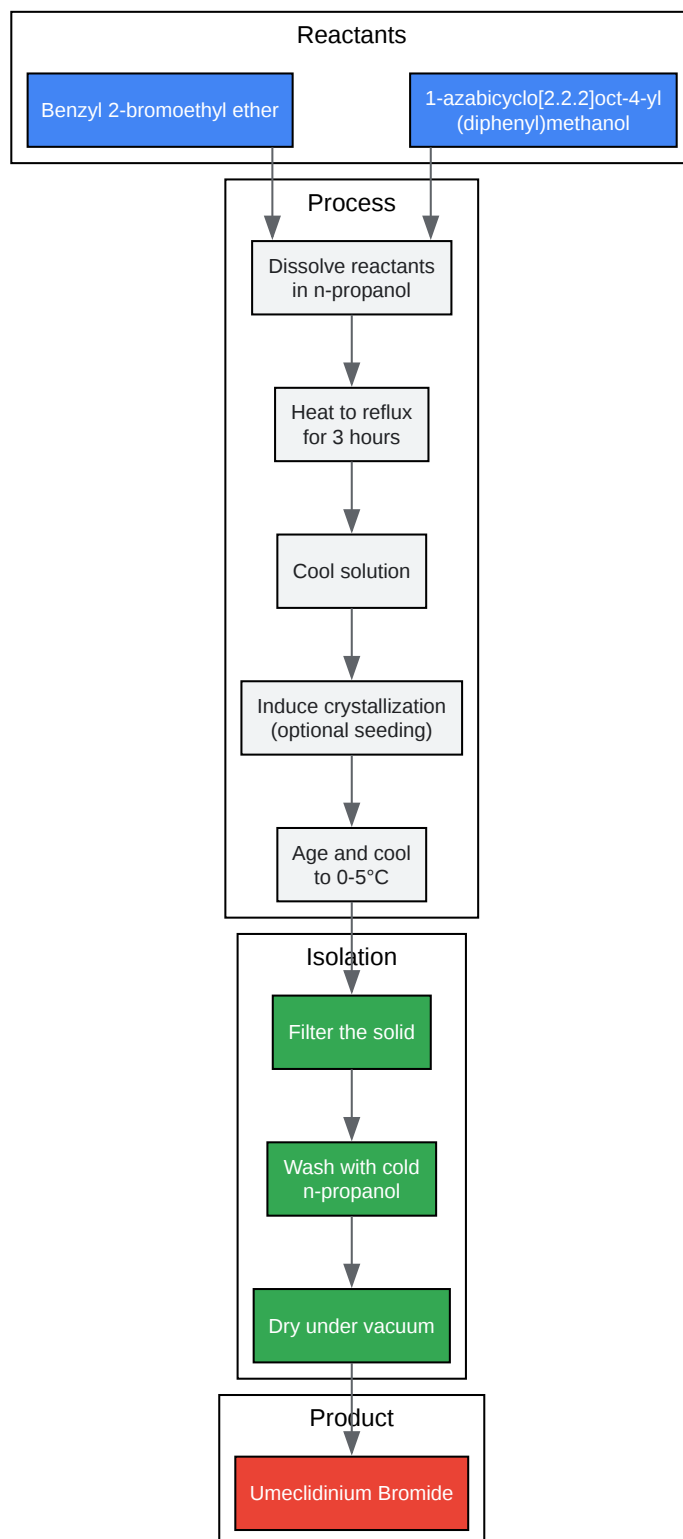 Reactants
Benzyl 2-bromoethyl ether
1-azabicyclo[2.2.2]oct-4-yl
(diphenyl)methanol
Process
Dissolve reactants
in n-propanol
Heat to reflux
for 3 hours
Cool solution
Induce crystallization
(optional seeding)
Age and cool
to 0-5°C
Isolation
Filter the solid
Wash with cold
n-propanol
Dry under vacuum
Product
Umeclidinium Bromide